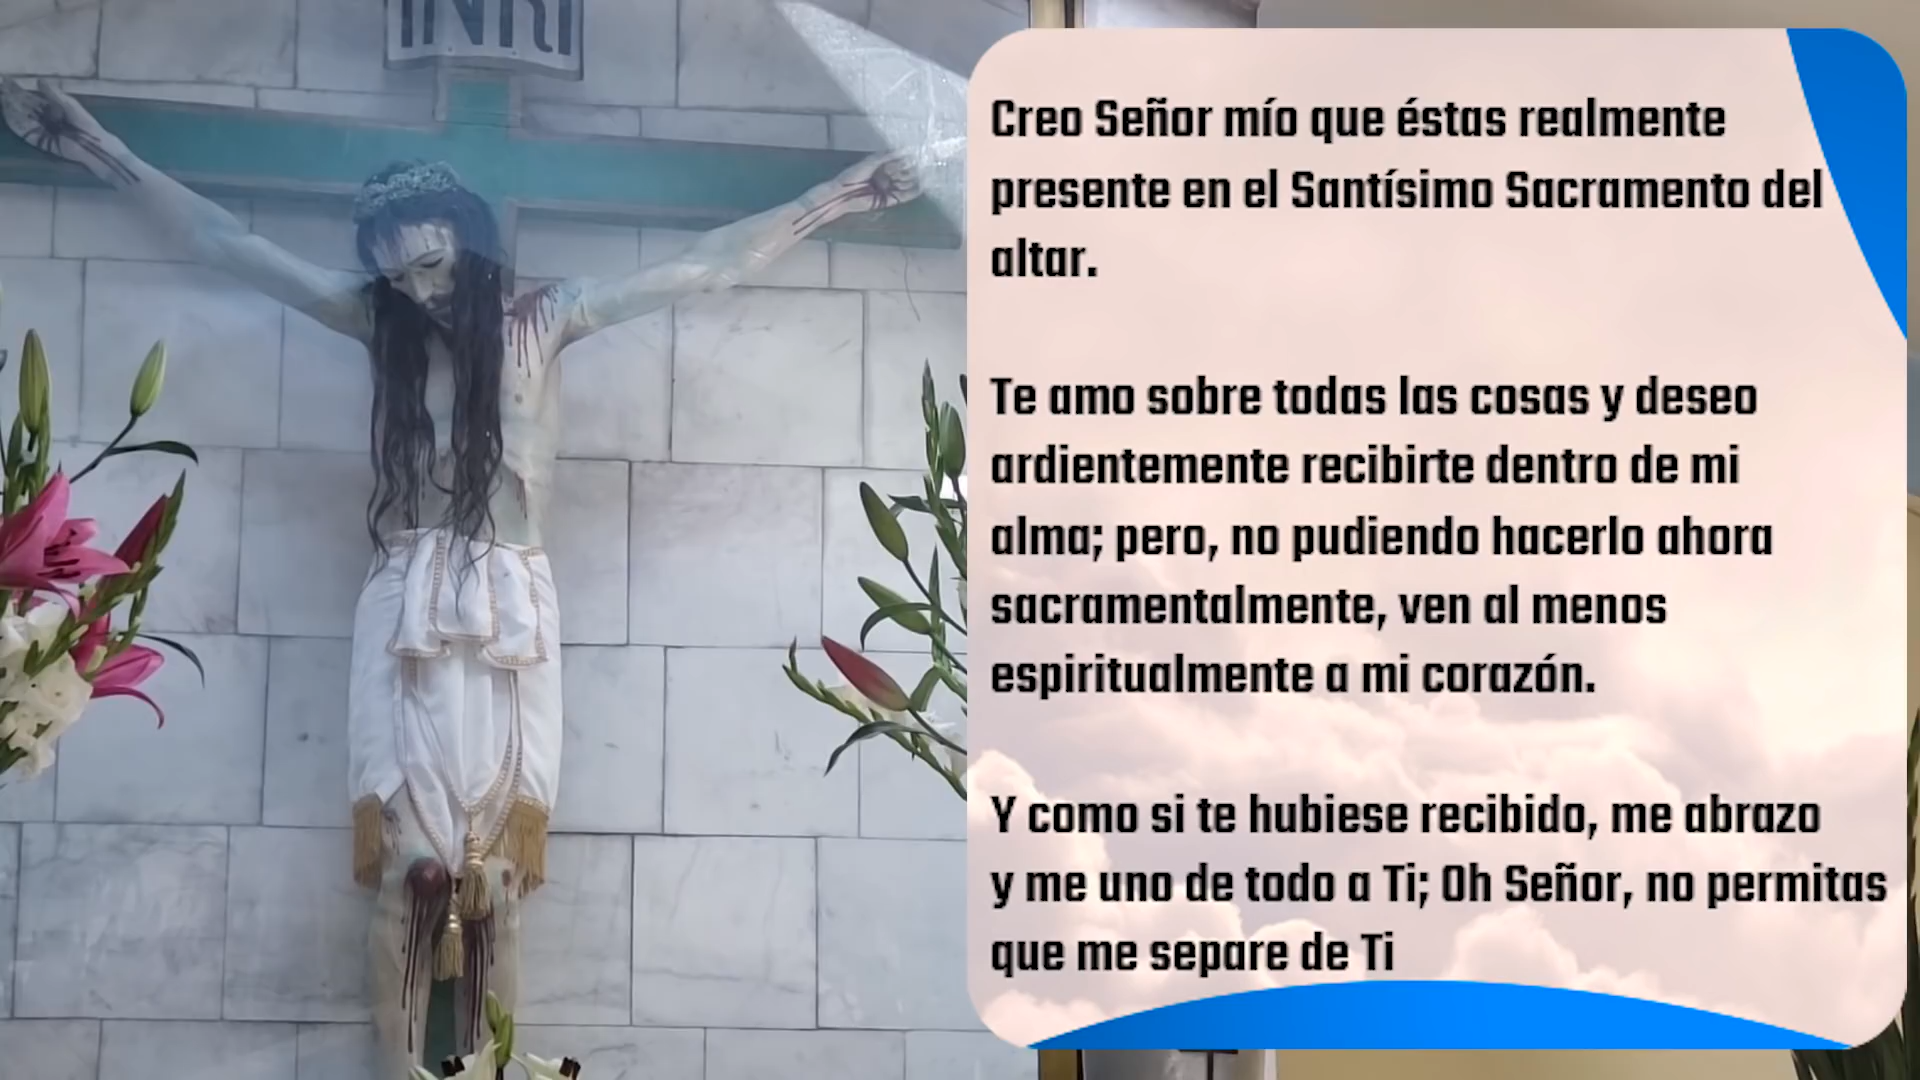 INRI
Creo Señor mío que éstas realmente
presente en el Santísimo Sacramento del
altar.
Te amo sobre todas las cosas y deseo
ardientemente recibirte dentro de mi
alma; pero, no pudiendo hacerlo ahora
sacramentalmente, ven al menos
espiritualmente a mi corazón.
Y como si te hubiese recibido, me abrazo
y me uno de todo a Ti; Oh Señor, no permitas
que me separe de Ti